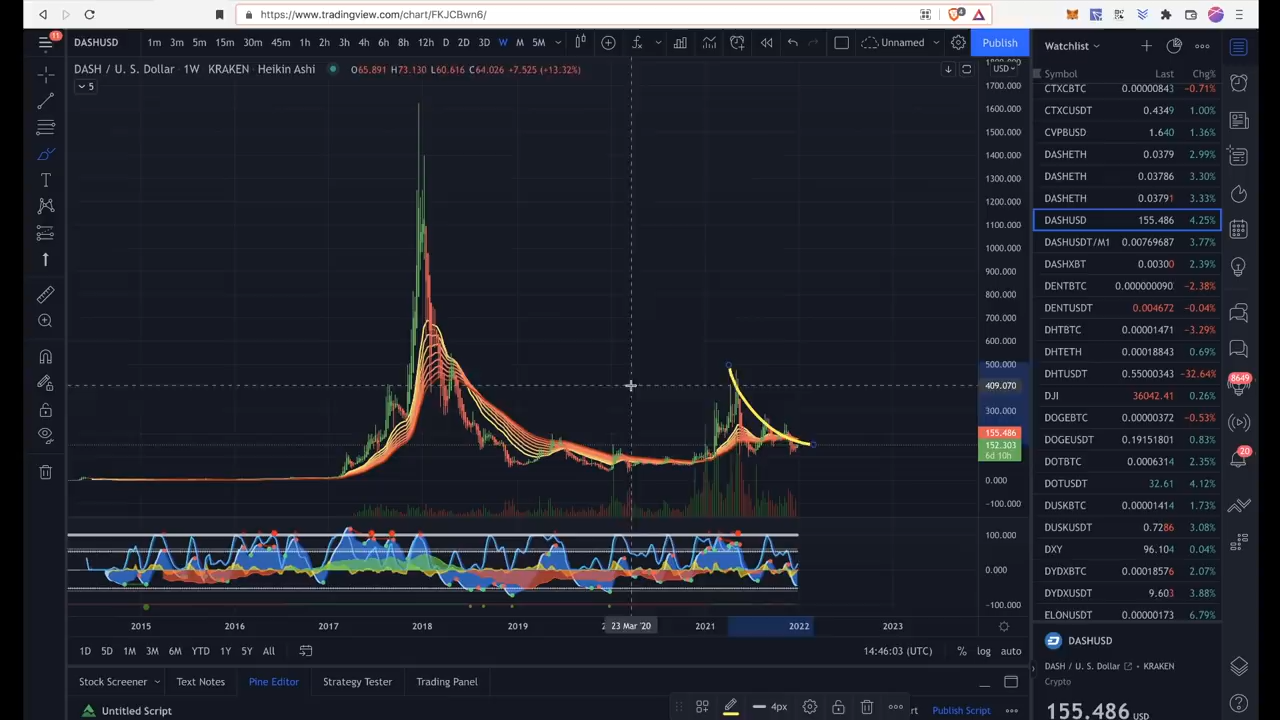 https://www.tradingview.com/chart/FKJCBwn6/
11
DASHUSD 1m 3m 5m 15m 30m 45m 1h 2h 3h 4h 6h 8h 12h D 2D 3D W M 5M Unnamed Publish
DASH / U. S. Dollar · 1W · KRAKEN · Heikin Ashi O65.891 H73.130 L60.616 C64.026 +7.525 (+13.32%)
5
USD
1700.000
1600.000
1500.000
1400.000
1300.000
1200.000
1100.000
1000.000
900.000
800.000
700.000
600.000
500.000
409.070
300.000
155.486
152.303
6d 10h
0.000
-100.000
100.000
0.000
-100.000
2015 2016 2017 2018 2019 23 Mar '20 2021 2022 2023
1D 5D 1M 3M 6M YTD 1Y 5Y All 14:46:03 (UTC) % log auto
Stock Screener Text Notes Pine Editor Strategy Tester Trading Panel
Untitled Script 4px Publish Script
Watchlist
Symbol Last Chg%
CTXCBTC 0.00000843 −0.71%
CTXCUSDT 0.4349 1.00%
CVPBUSD 1.640 1.36%
DASHETH 0.0379 2.99%
DASHETH 0.03786 3.30%
DASHETH 0.03791 3.33%
DASHUSD 155.486 4.25%
DASHUSDT/M1 0.00769687 3.77%
DASHXBT 0.00300 2.39%
DENTBTC 0.000000090 −2.38%
DENTUSDT 0.004672 −0.04%
DHTBTC 0.00001471 −3.29%
DHTETH 0.00018843 0.69%
DHTUSDT 0.5500343 −32.64%
DJI 36042.41 0.26%
DOGEBTC 0.00000372 −0.53%
DOGEUSDT 0.19151801 0.83%
DOTBTC 0.0006314 2.35%
DOTUSDT 32.61 4.12%
DUSKBTC 0.00001414 1.73%
DUSKUSDT 0.7286 3.08%
DXY 96.104 0.04%
DYDXBTC 0.00018576 2.07%
DYDXUSDT 9.603 3.88%
ELONUSDT 0.00000173 6.79%
DASHUSD
DASH / U. S. Dollar · KRAKEN
Crypto
155.486 USD
8649
20